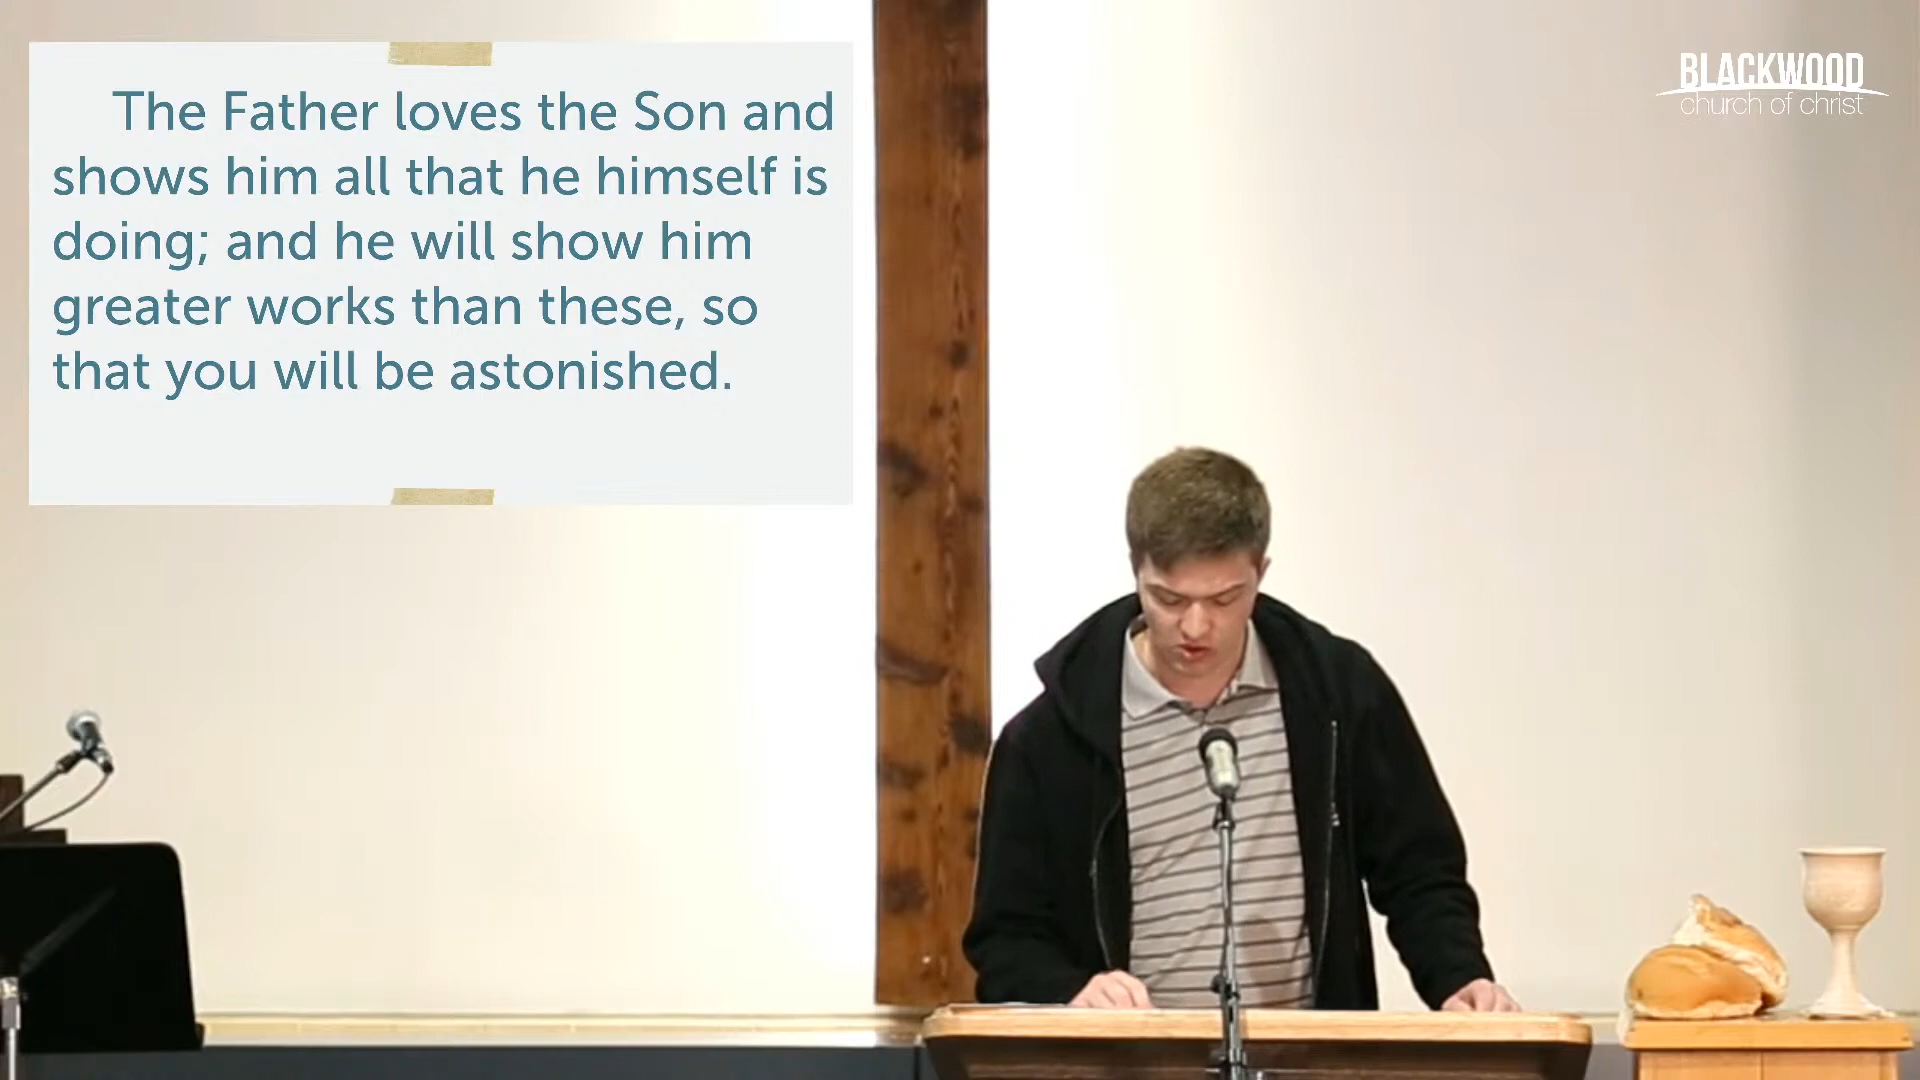 The Father loves the Son and
shows him all that he himself is
doing; and he will show him
greater works than these, so
that you will be astonished.
BLACKWOOD
church of christ